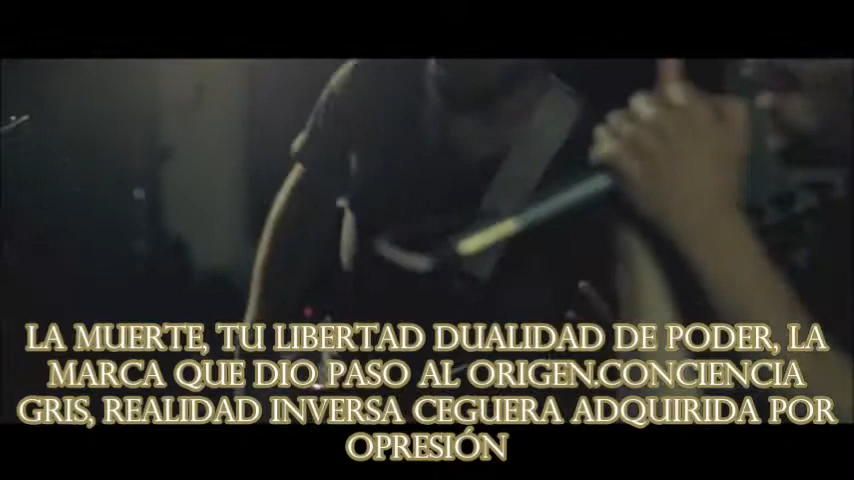 LA MUERTE, TU LIBERTAD DUALIDAD DE PODER, LA
MARCA QUE DIO PASO AL ORIGEN.CONCIENCIA
GRIS, REALIDAD INVERSA CEGUERA ADQUIRIDA POR
OPRESIÓN